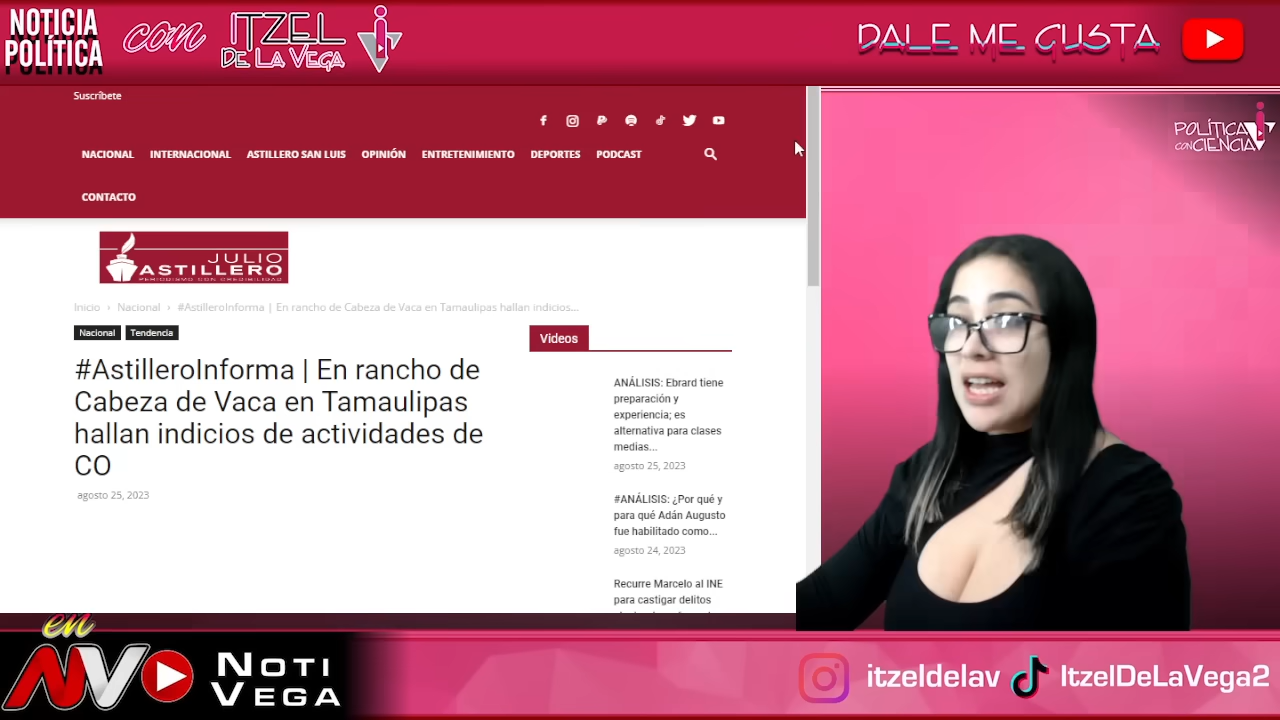 NOTICIA
POLÍTICA
con
ITZEL
DE LA VEGA
DALE ME GUSTA
Suscríbete
NACIONAL INTERNACIONAL ASTILLERO SAN LUIS OPINIÓN ENTRETENIMIENTO DEPORTES PODCAST
CONTACTO
JULIO
ASTILLERO
PERIODISMO CON CREDIBILIDAD
Inicio › Nacional › #AstilleroInforma | En rancho de Cabeza de Vaca en Tamaulipas hallan indicios...
Nacional Tendencia
#AstilleroInforma | En rancho de
Cabeza de Vaca en Tamaulipas
hallan indicios de actividades de
CO
agosto 25, 2023
Videos
ANÁLISIS: Ebrard tiene
preparación y
experiencia; es
alternativa para clases
medias...
agosto 25, 2023
#ANÁLISIS: ¿Por qué y
para qué Adán Augusto
fue habilitado como...
agosto 24, 2023
Recurre Marcelo al INE
para castigar delitos
POLÍTICA
CON CIENCIA
en
NV
NOTI
VEGA
itzeldelav
ItzelDeLaVega2